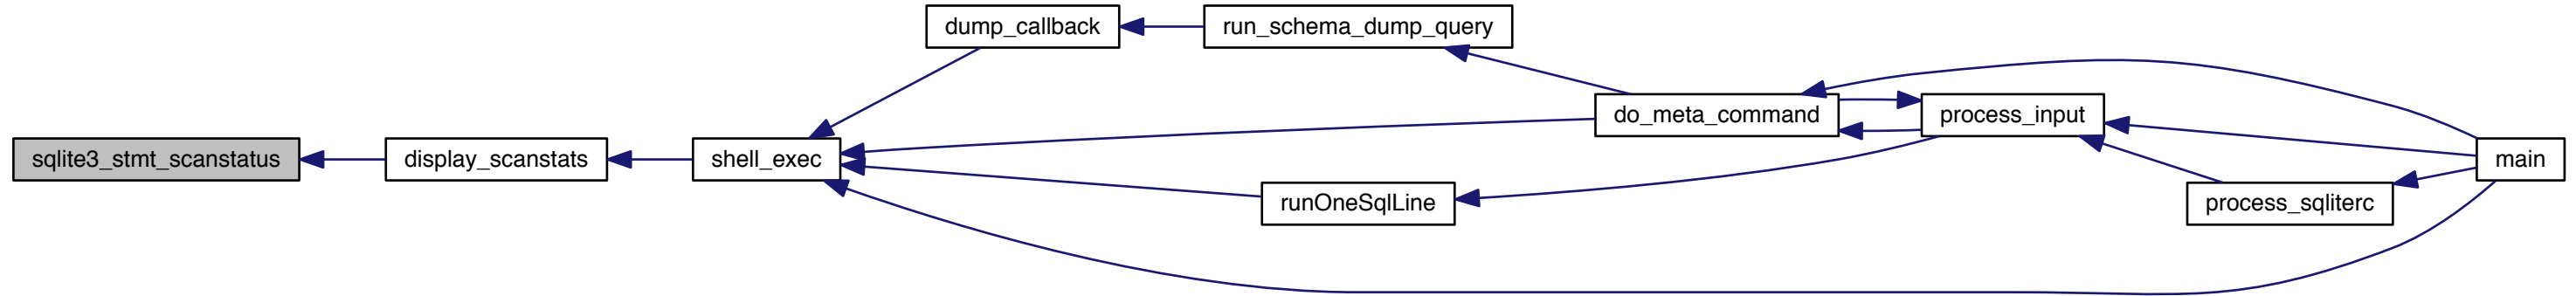 dump_callback
run_schema_dump_query
do_meta_command
process_input
sqlite3_stmt_scanstatus
display_scanstats
shell_exec
main
runOneSqlLine
process_sqliterc